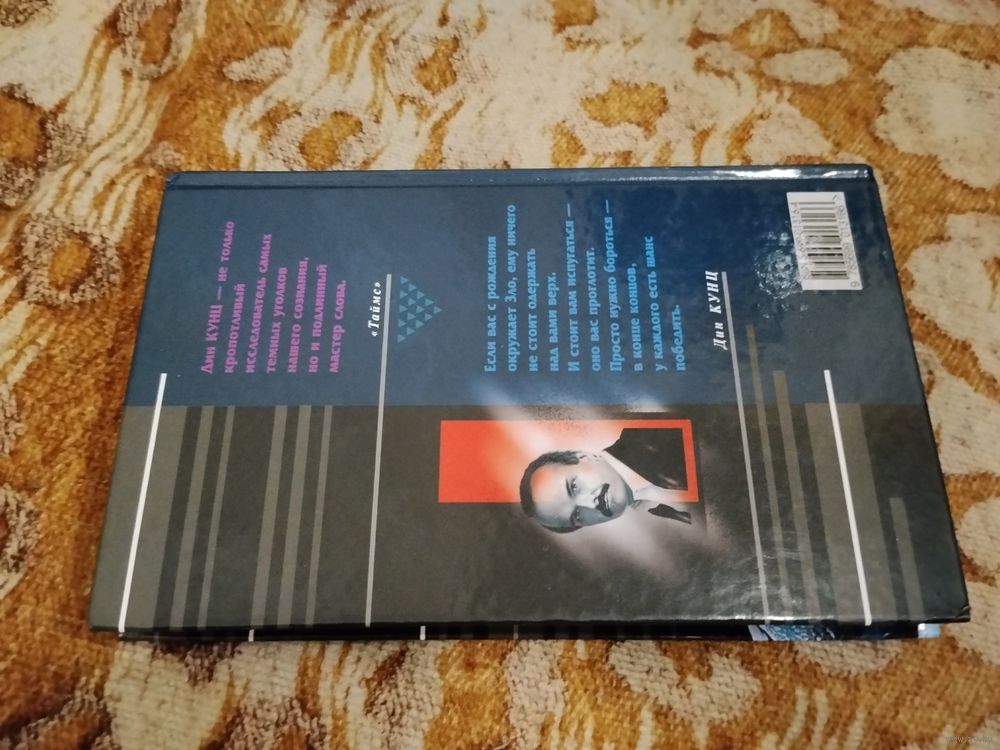 Дин КУНЦ — не только
кропотливый
исследователь самых
темных уголков
нашего сознания,
но и подлинный
мастер слова.
«Таймс»
Если вас с рождения
окружает Зло, ему ничего
не стоит одержать
над вами верх.
И стоит вам испугаться —
оно вас проглотит.
Просто нужно бороться —
в конце концов,
у каждого есть шанс
победить.
Дин КУНЦ